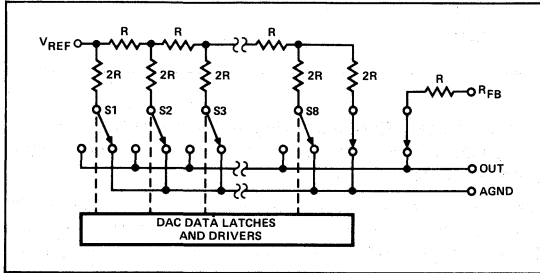 R R R
VREF
2R 2R 2R 2R 2R
R
RFB
S1 S2 S3 S8
OUT
AGND
DAC DATA LATCHES
AND DRIVERS